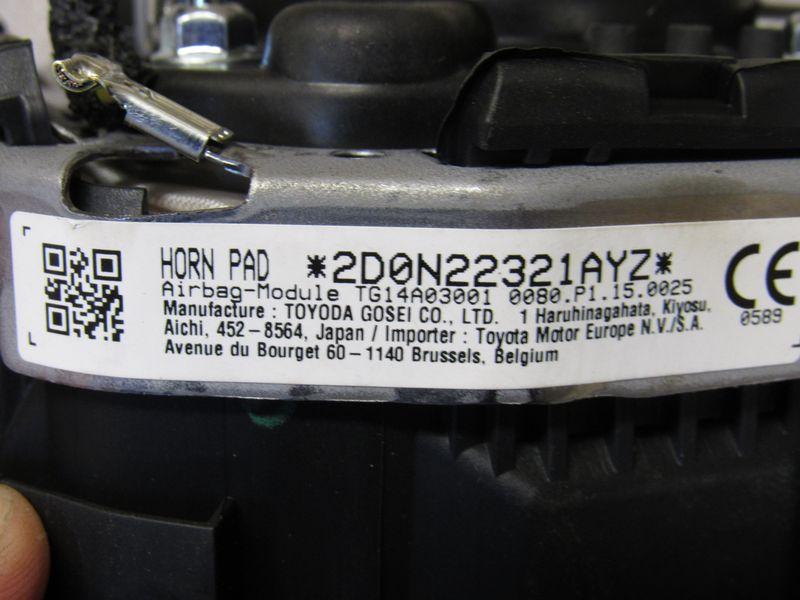 HORN PAD *2D0N22321AYZ*
Airbag-Module TG14A03001 0080.P1.15.0025
Manufacture : TOYODA GOSEI CO., LTD. 1 Haruhinagahata, Kiyosu,
Aichi, 452-8564, Japan / Importer : Toyota Motor Europe N.V./S.A.
Avenue du Bourget 60-1140 Brussels, Belgium
CE
0589